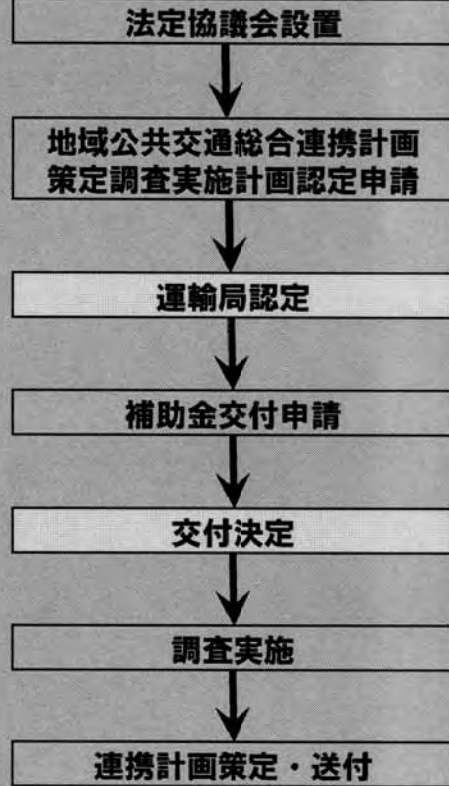 法定協議会設置
地域公共交通総合連携計画
策定調査実施計画認定申請
運輸局認定
補助金交付申請
交付決定
調査実施
連携計画策定・送付